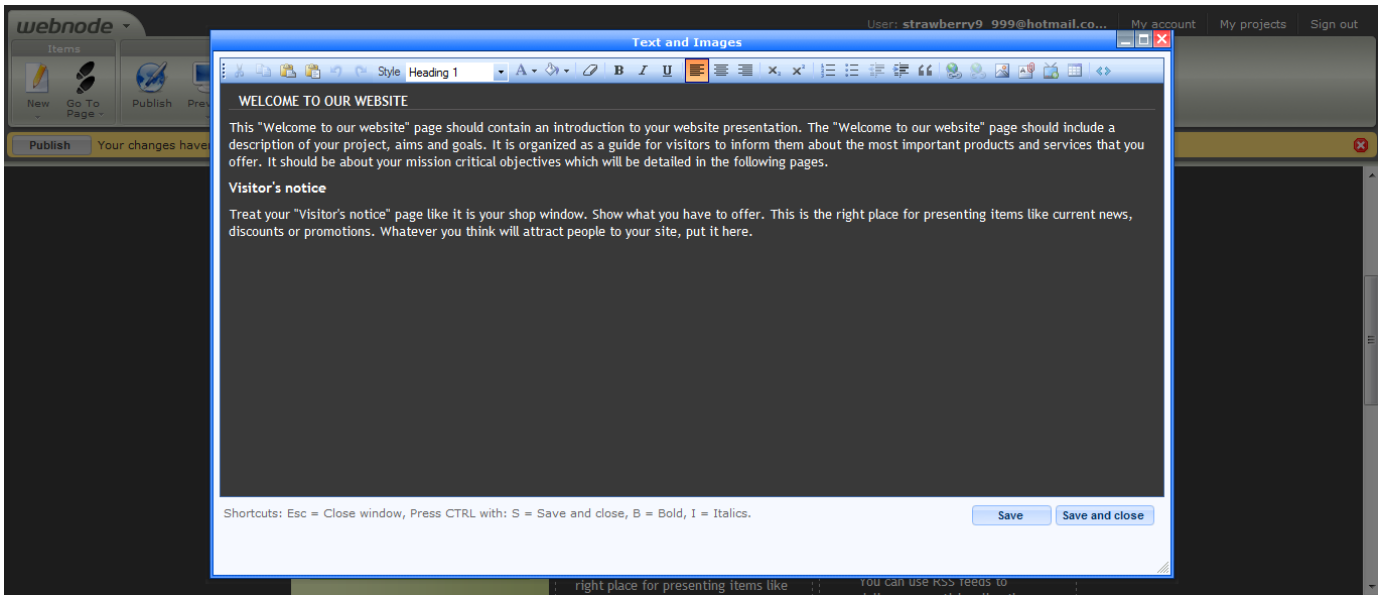 webnode
User: strawberry9_999@hotmail.co... My account My projects Sign out
Text and Images
Items
New Go To Page Publish Prev
Style Heading 1
Publish Your changes haven
WELCOME TO OUR WEBSITE
This "Welcome to our website" page should contain an introduction to your website presentation. The "Welcome to our website" page should include a
description of your project, aims and goals. It is organized as a guide for visitors to inform them about the most important products and services that you
offer. It should be about your mission critical objectives which will be detailed in the following pages.
Visitor's notice
Treat your "Visitor's notice" page like it is your shop window. Show what you have to offer. This is the right place for presenting items like current news,
discounts or promotions. Whatever you think will attract people to your site, put it here.
Shortcuts: Esc = Close window, Press CTRL with: S = Save and close, B = Bold, I = Italics.
Save Save and close
right place for presenting items like You can use RSS feeds to